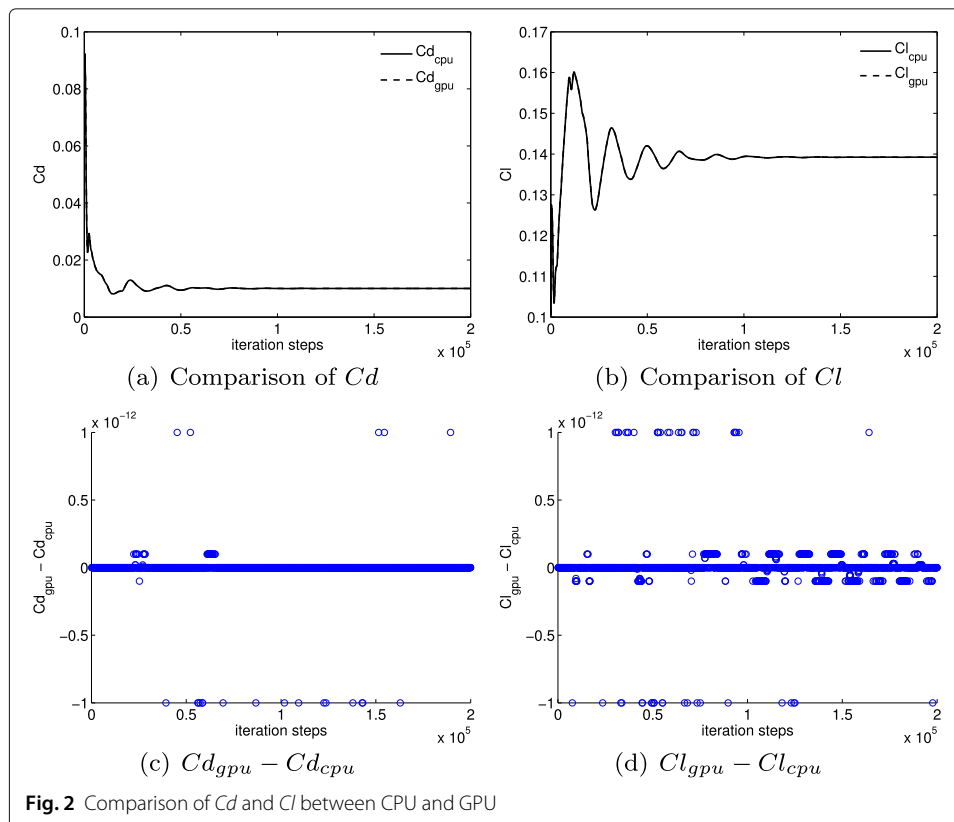 0.1
0.08
0.06
0.04
0.02
0
Cd
Cd_cpu
Cd_gpu
0 0.5 1 1.5 2
iteration steps
x 10^5
(a) Comparison of Cd
0.17
0.16
0.15
0.14
0.13
0.12
0.11
0.1
Cl
Cl_cpu
Cl_gpu
0 0.5 1 1.5 2
iteration steps
x 10^5
(b) Comparison of Cl
x 10^-12
1
0.5
0
−0.5
−1
Cd_gpu − Cd_cpu
0 0.5 1 1.5 2
iteration steps
x 10^5
(c) Cd_gpu − Cd_cpu
x 10^-12
1
0.5
0
−0.5
−1
Cl_gpu − Cl_cpu
0 0.5 1 1.5 2
iteration steps
x 10^5
(d) Cl_gpu − Cl_cpu
Fig. 2 Comparison of Cd and Cl between CPU and GPU